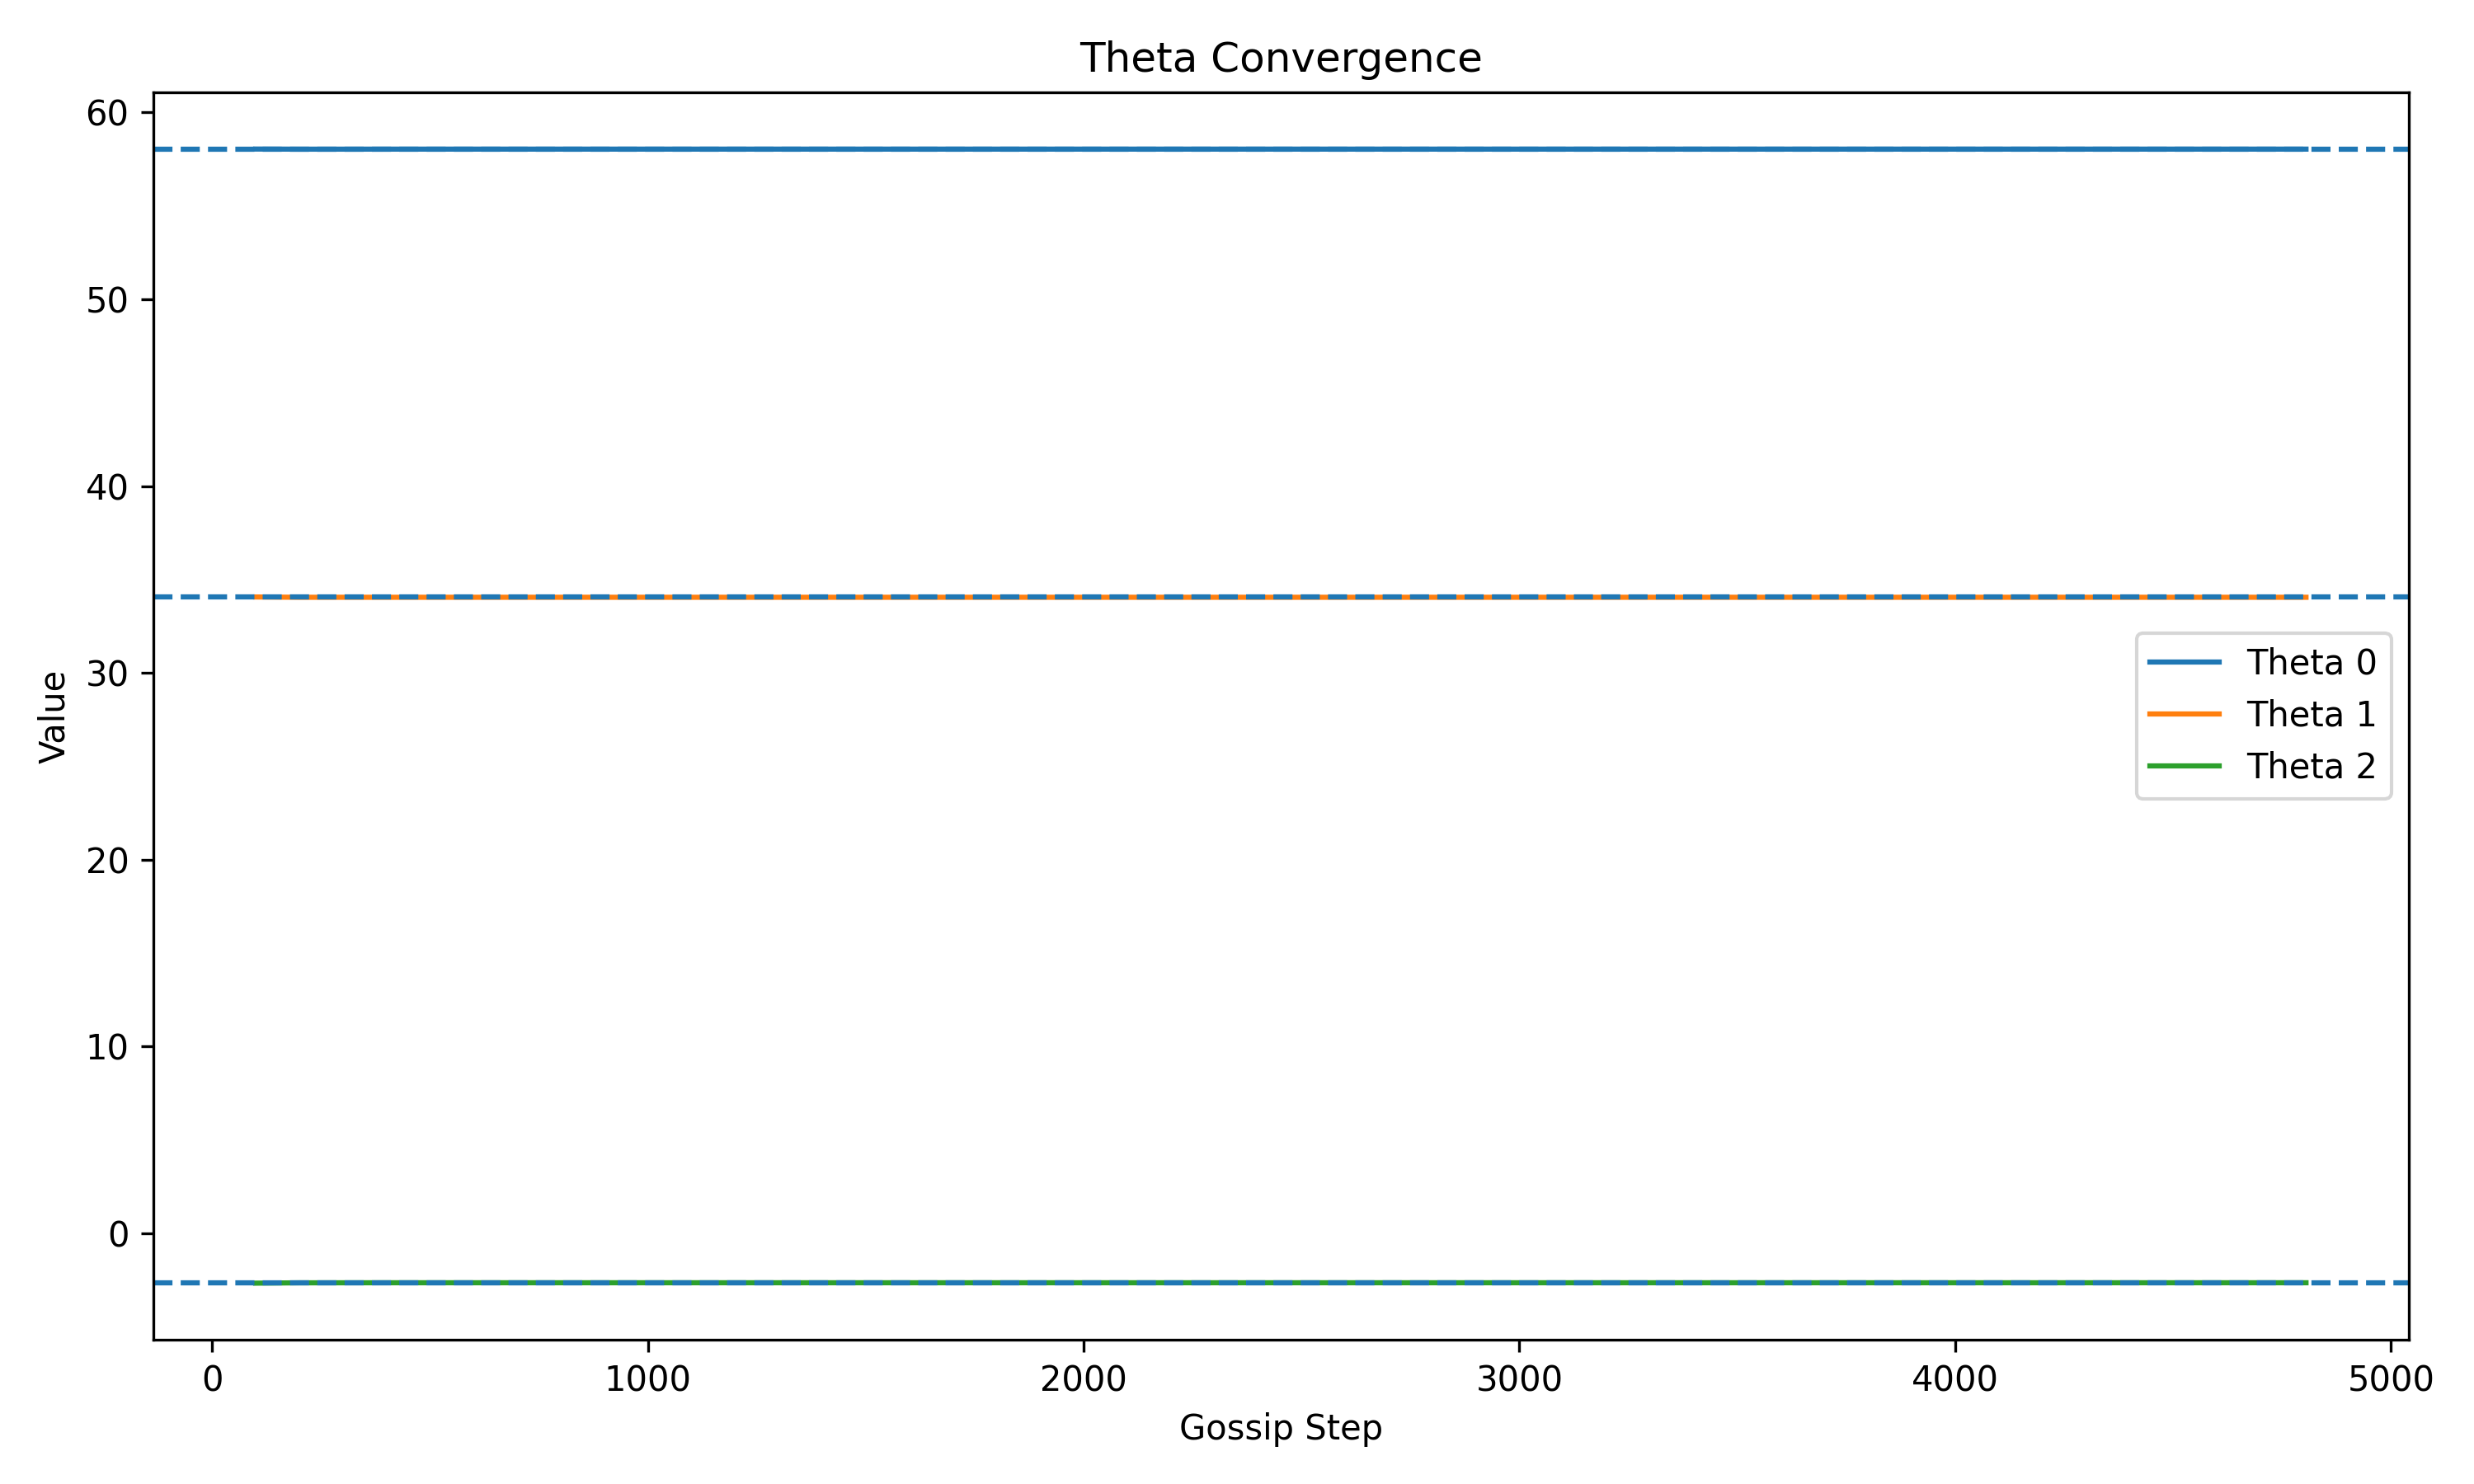 Theta Convergence
60
50
40
30
20
10
0
Value
Theta 0
Theta 1
Theta 2
0 1000 2000 3000 4000 5000
Gossip Step